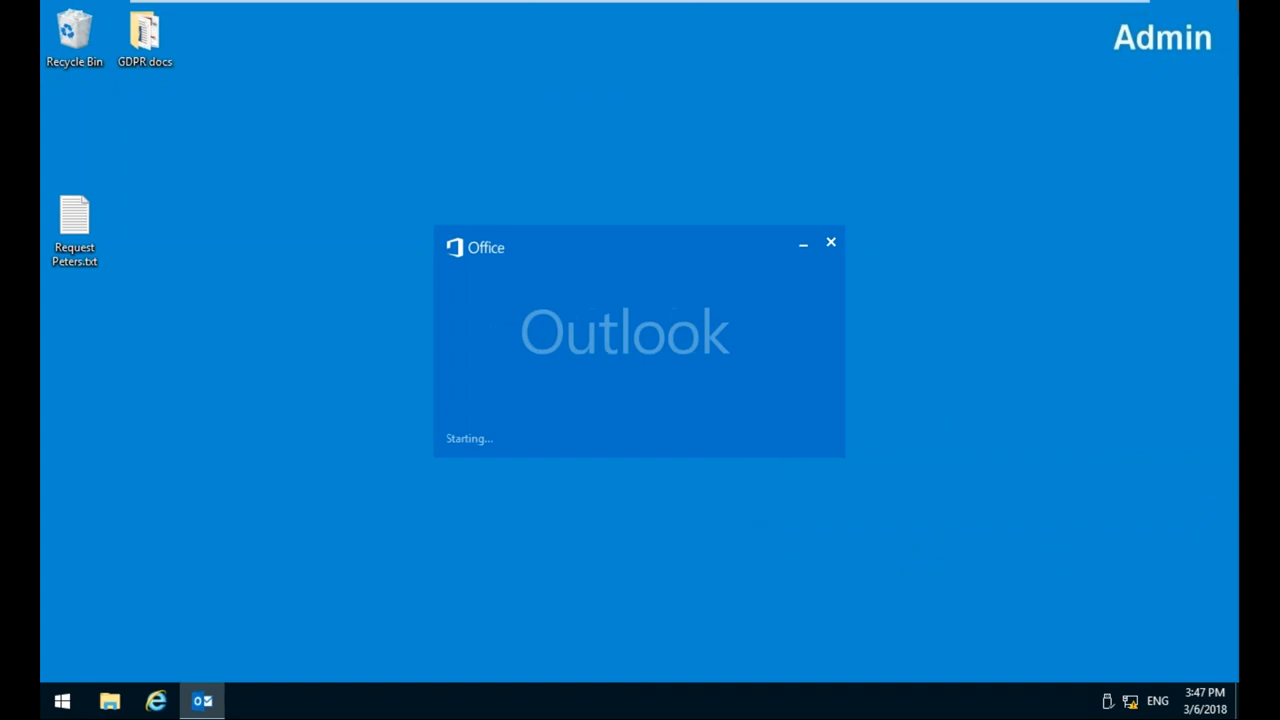 Admin
Recycle Bin
GDPR docs
Request
Peters.txt
Office
Outlook
Starting...
ENG
3:47 PM
3/6/2018